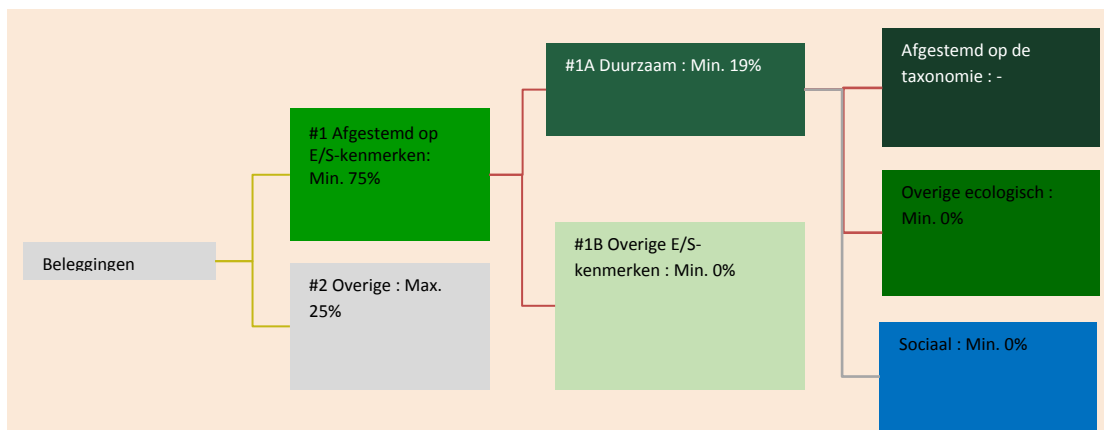 Beleggingen
#1 Afgestemd op
E/S-kenmerken:
Min. 75%
#2 Overige : Max.
25%
#1A Duurzaam : Min. 19%
#1B Overige E/S-
kenmerken : Min. 0%
Afgestemd op de
taxonomie : -
Overige ecologisch :
Min. 0%
Sociaal : Min. 0%